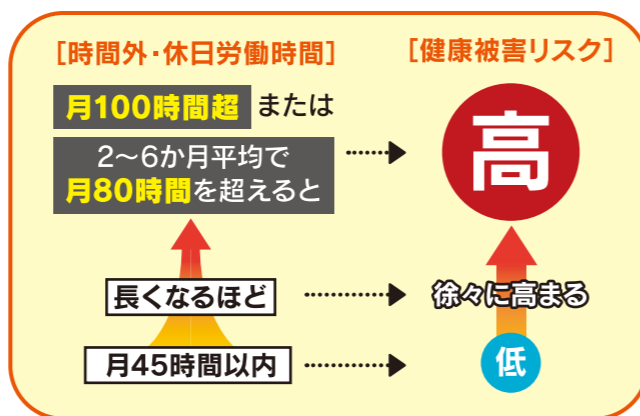 [時間外・休日労働時間]
[健康被害リスク]
月100時間超 または
2〜6か月平均で
月80時間を超えると
高
長くなるほど
徐々に高まる
月45時間以内
低